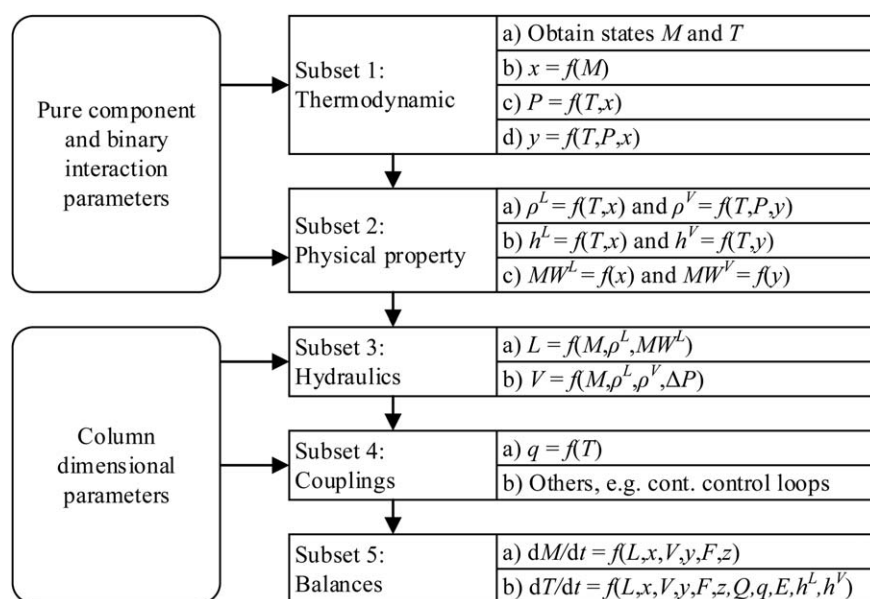 Pure component
and binary
interaction
parameters
Subset 1:
Thermodynamic
a) Obtain states M and T
b) x = f(M)
c) P = f(T,x)
d) y = f(T,P,x)
Subset 2:
Physical property
a) ρ^L = f(T,x) and ρ^V = f(T,P,y)
b) h^L = f(T,x) and h^V = f(T,y)
c) MW^L = f(x) and MW^V = f(y)
Column
dimensional
parameters
Subset 3:
Hydraulics
a) L = f(M,ρ^L,MW^L)
b) V = f(M,ρ^L,ρ^V,ΔP)
Subset 4:
Couplings
a) q = f(T)
b) Others, e.g. cont. control loops
Subset 5:
Balances
a) dM/dt = f(L,x,V,y,F,z)
b) dT/dt = f(L,x,V,y,F,z,Q,q,E,h^L,h^V)